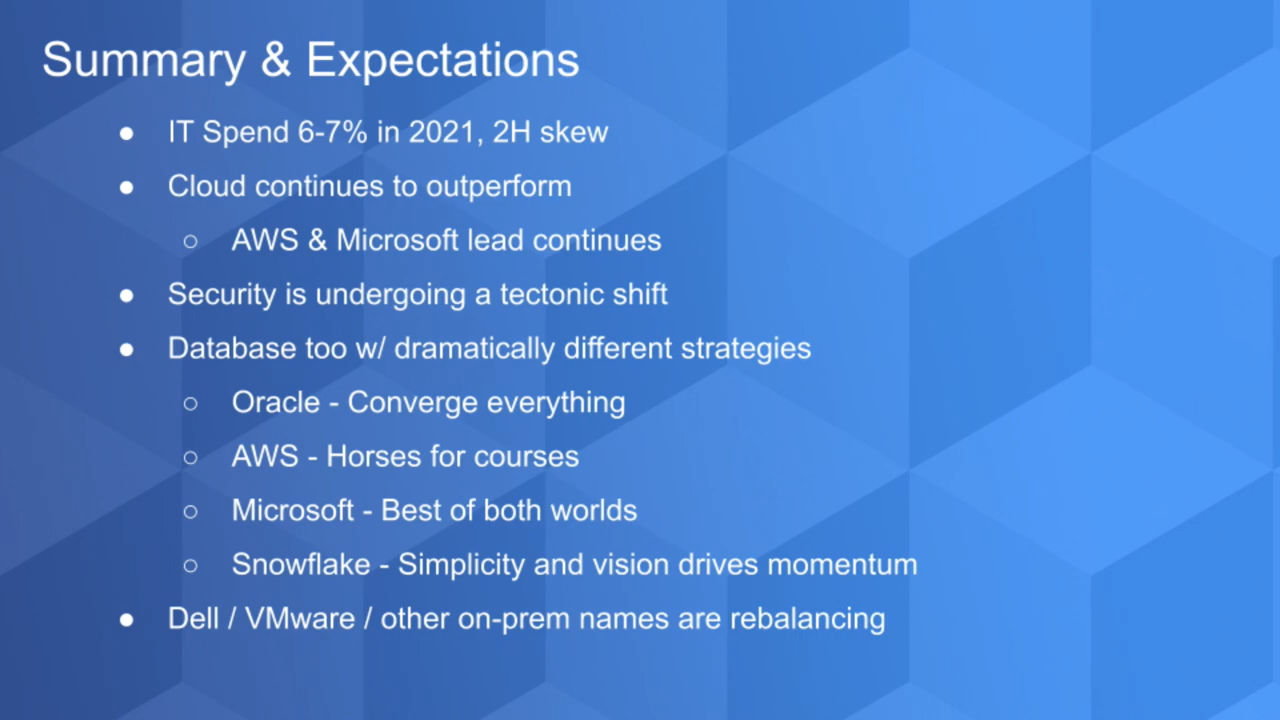 Summary & Expectations
● IT Spend 6-7% in 2021, 2H skew
● Cloud continues to outperform
○ AWS & Microsoft lead continues
● Security is undergoing a tectonic shift
● Database too w/ dramatically different strategies
○ Oracle - Converge everything
○ AWS - Horses for courses
○ Microsoft - Best of both worlds
○ Snowflake - Simplicity and vision drives momentum
● Dell / VMware / other on-prem names are rebalancing